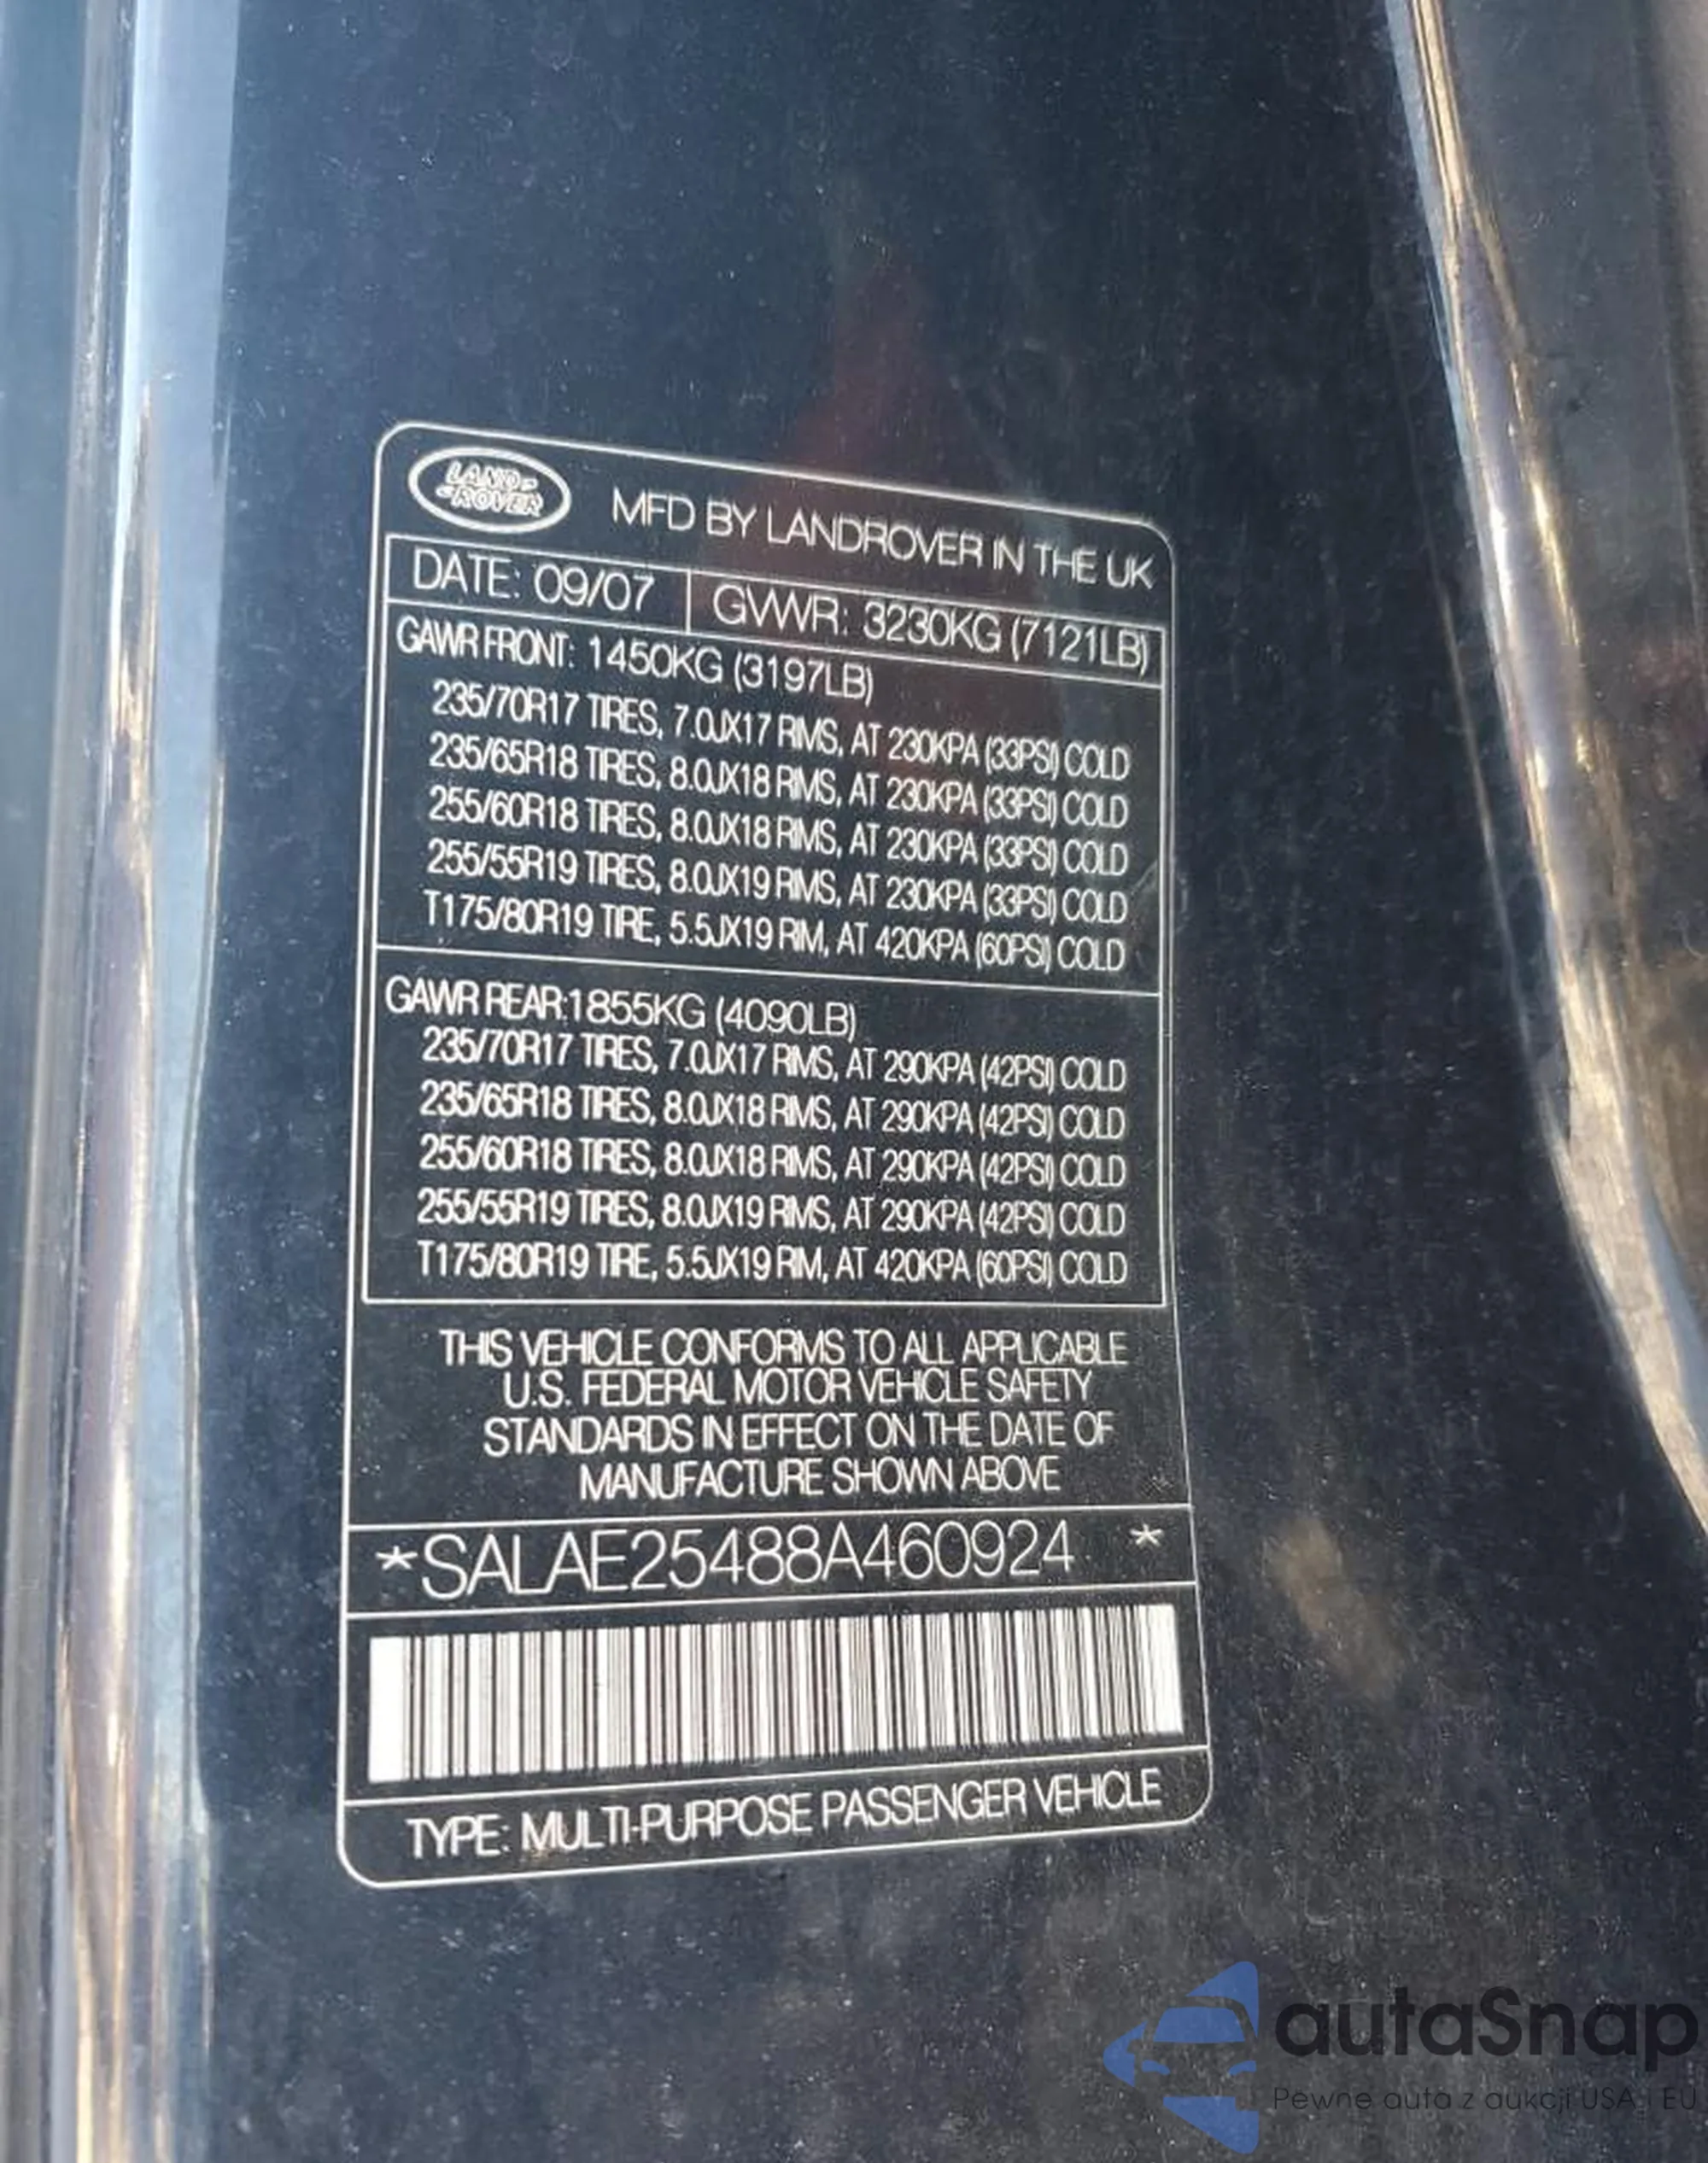 LAND-
-ROVER
MFD BY LANDROVER IN THE UK
DATE: 09/07
GVWR: 3230KG (7121LB)
GAWR FRONT: 1450KG (3197LB)
235/70R17 TIRES, 7.0JX17 RIMS, AT 230KPA (33PSI) COLD
235/65R18 TIRES, 8.0JX18 RIMS, AT 230KPA (33PSI) COLD
255/60R18 TIRES, 8.0JX18 RIMS, AT 230KPA (33PSI) COLD
255/55R19 TIRES, 8.0JX19 RIMS, AT 230KPA (33PSI) COLD
T175/80R19 TIRE, 5.5JX19 RIM, AT 420KPA (60PSI) COLD
GAWR REAR:1855KG (4090LB)
235/70R17 TIRES, 7.0JX17 RIMS, AT 290KPA (42PSI) COLD
235/65R18 TIRES, 8.0JX18 RIMS, AT 290KPA (42PSI) COLD
255/60R18 TIRES, 8.0JX18 RIMS, AT 290KPA (42PSI) COLD
255/55R19 TIRES, 8.0JX19 RIMS, AT 290KPA (42PSI) COLD
T175/80R19 TIRE, 5.5JX19 RIM, AT 420KPA (60PSI) COLD
THIS VEHICLE CONFORMS TO ALL APPLICABLE
U.S. FEDERAL MOTOR VEHICLE SAFETY
STANDARDS IN EFFECT ON THE DATE OF
MANUFACTURE SHOWN ABOVE
*SALAE25488A460924 *
TYPE: MULTI-PURPOSE PASSENGER VEHICLE
autaSnap
Pewne auta z aukcji USA | EU